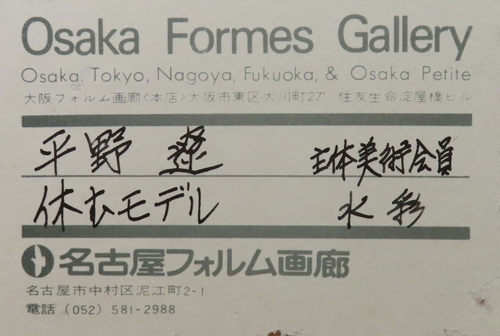 Osaka Formes Gallery
Osaka, Tokyo, Nagoya, Fukuoka, & Osaka Petite
大阪フォルム画廊〈本店〉大阪市東区大川町27 住友生命淀屋橋ビル
平野 遼 主体美術会員
休むモデル 水彩
名古屋フォルム画廊
名古屋市中村区泥江町2-1
電話 (052) 581-2988